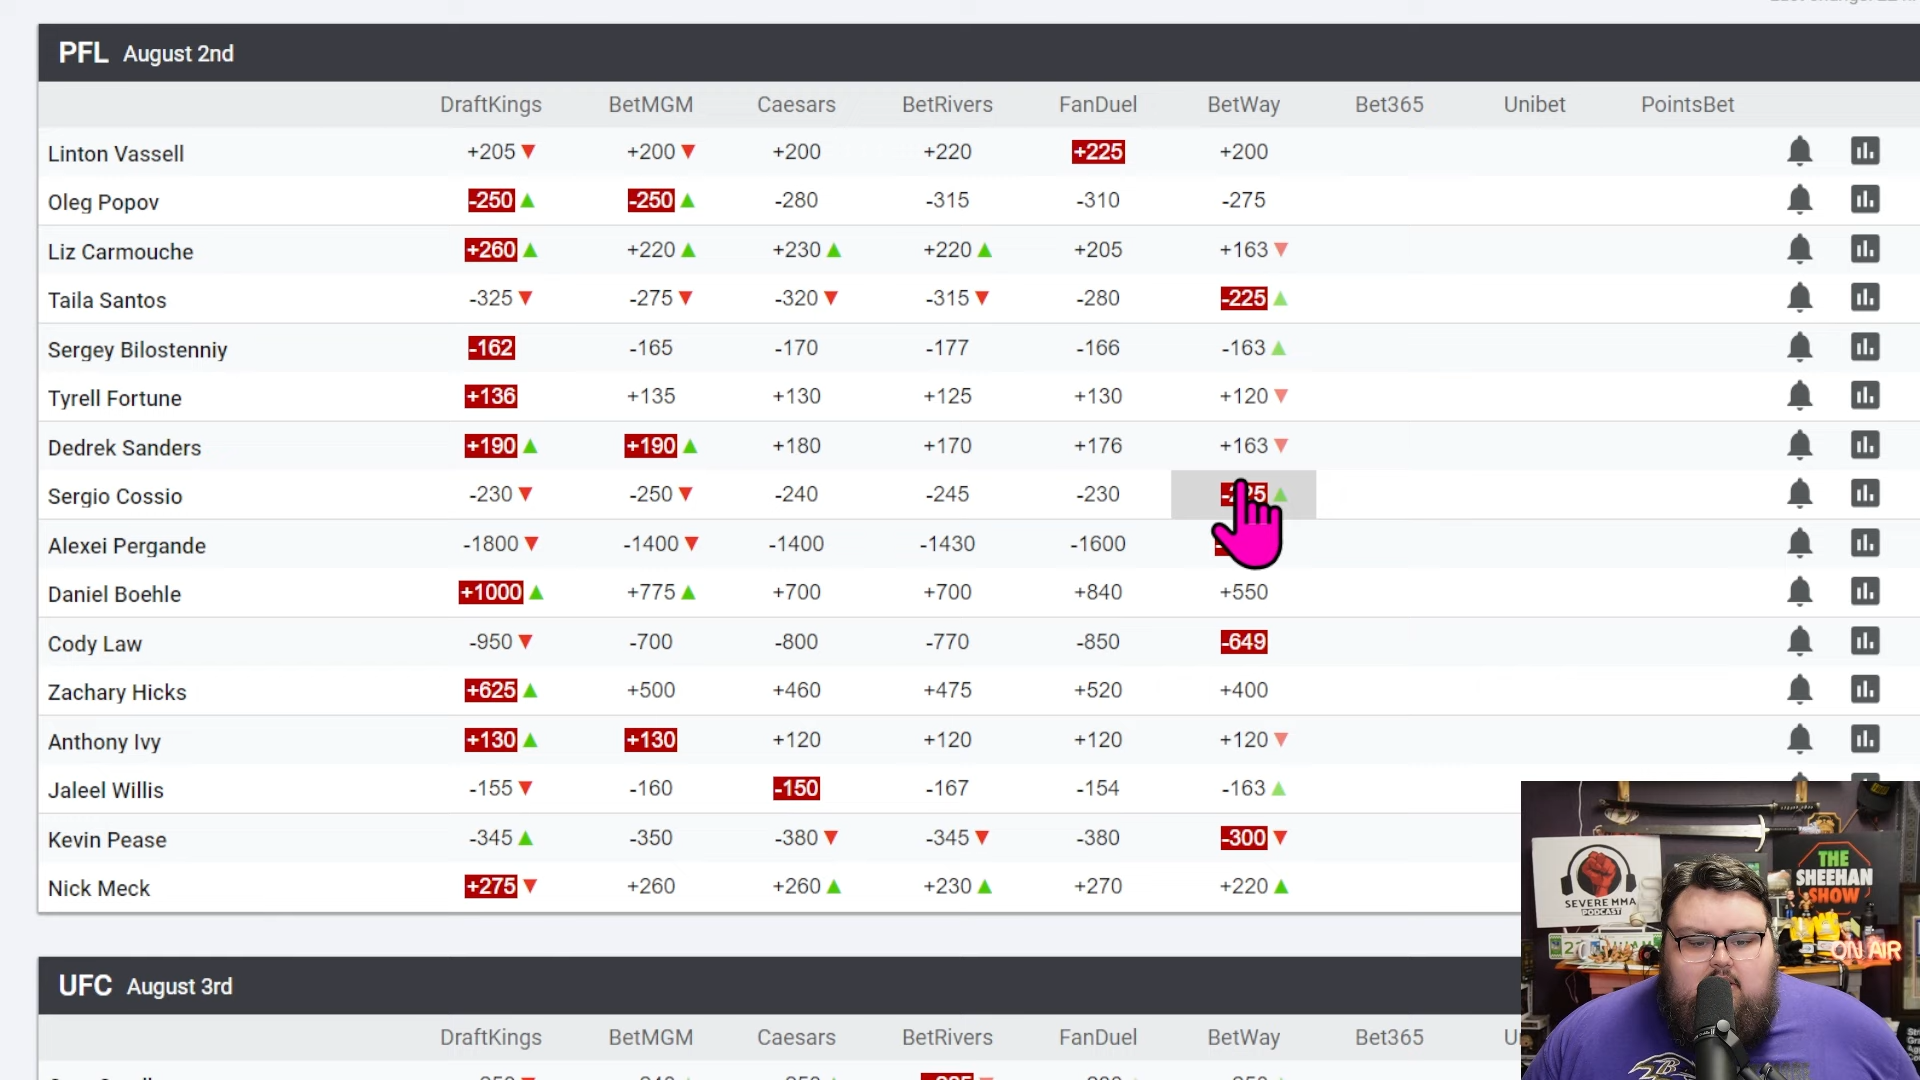 PFL August 2nd
DraftKings BetMGM Caesars BetRivers FanDuel BetWay Bet365 Unibet PointsBet
Linton Vassell +205 ▼ +200 ▼ +200 +220 +225 +200
Oleg Popov -250 ▲ -250 ▲ -280 -315 -310 -275
Liz Carmouche +260 ▲ +220 ▲ +230 ▲ +220 ▲ +205 +163 ▼
Taila Santos -325 ▼ -275 ▼ -320 ▼ -315 ▼ -280 -225 ▲
Sergey Bilostenniy -162 -165 -170 -177 -166 -163 ▲
Tyrell Fortune +136 +135 +130 +125 +130 +120 ▼
Dedrek Sanders +190 ▲ +190 ▲ +180 +170 +176 +163 ▼
Sergio Cossio -230 ▼ -250 ▼ -240 -245 -230 ▲
Alexei Pergande -1800 ▼ -1400 ▼ -1400 -1430 -1600
Daniel Boehle +1000 ▲ +775 ▲ +700 +700 +840 +550
Cody Law -950 ▼ -700 -800 -770 -850 -649
Zachary Hicks +625 ▲ +500 +460 +475 +520 +400
Anthony Ivy +130 ▲ +130 +120 +120 +120 +120 ▼
Jaleel Willis -155 ▼ -160 -150 -167 -154 -163 ▲
Kevin Pease -345 ▲ -350 -380 ▼ -345 ▼ -380 -300 ▼
Nick Meck +275 ▼ +260 +260 ▲ +230 ▲ +270 +220 ▲
UFC August 3rd
DraftKings BetMGM Caesars BetRivers FanDuel BetWay Bet365
SEVERE MMA
PODCAST
THE
SHEEHAN
SHOW
ON AIR